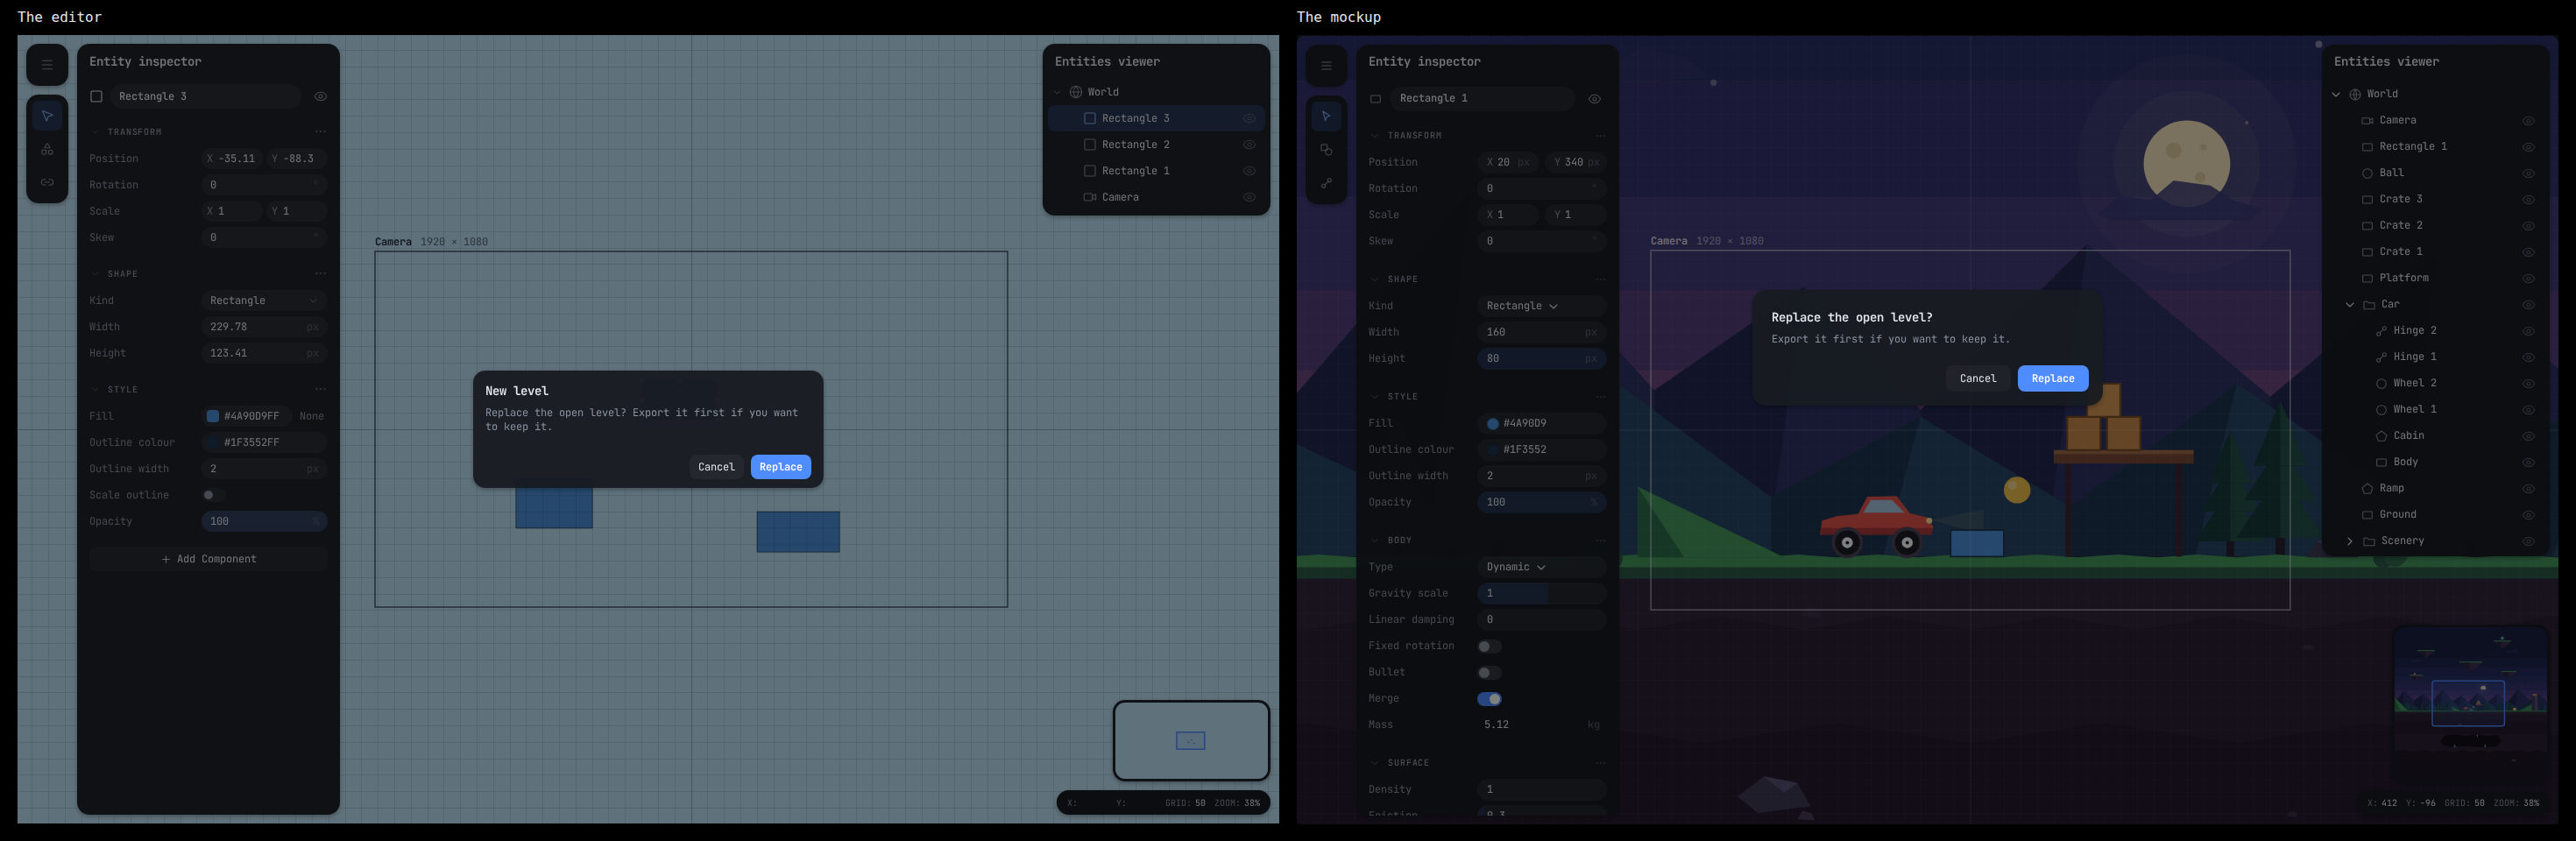 The editor
Entity inspector
Rectangle 3
TRANSFORM
Position X -35.11 Y -88.3
Rotation 0 °
Scale X 1 Y 1
Skew 0 °
SHAPE
Kind Rectangle
Width 229.78 px
Height 123.41 px
STYLE
Fill #4A90D9FF None
Outline colour #1F3552FF
Outline width 2 px
Scale outline
Opacity 100 %
+ Add Component
Camera 1920 × 1080
New level
Replace the open level? Export it first if you want
to keep it.
Cancel Replace
Entities viewer
World
Rectangle 3
Rectangle 2
Rectangle 1
Camera
X: Y: GRID: 50 ZOOM: 38%
The mockup
Entity inspector
Rectangle 1
TRANSFORM
Position X 20 px Y 340 px
Rotation 0 °
Scale X 1 Y 1
Skew 0 °
SHAPE
Kind Rectangle
Width 160 px
Height 80 px
STYLE
Fill #4A90D9
Outline colour #1F3552
Outline width 2 px
Opacity 100 %
BODY
Type Dynamic
Gravity scale 1
Linear damping 0
Fixed rotation
Bullet
Merge
Mass 5.12 kg
SURFACE
Density 1
Friction 0.3
Camera 1920 × 1080
Replace the open level?
Export it first if you want to keep it.
Cancel Replace
Entities viewer
World
Camera
Rectangle 1
Ball
Crate 3
Crate 2
Crate 1
Platform
Car
Hinge 2
Hinge 1
Wheel 2
Wheel 1
Cabin
Body
Ramp
Ground
Scenery
X: 412 Y: -96 GRID: 50 ZOOM: 38%